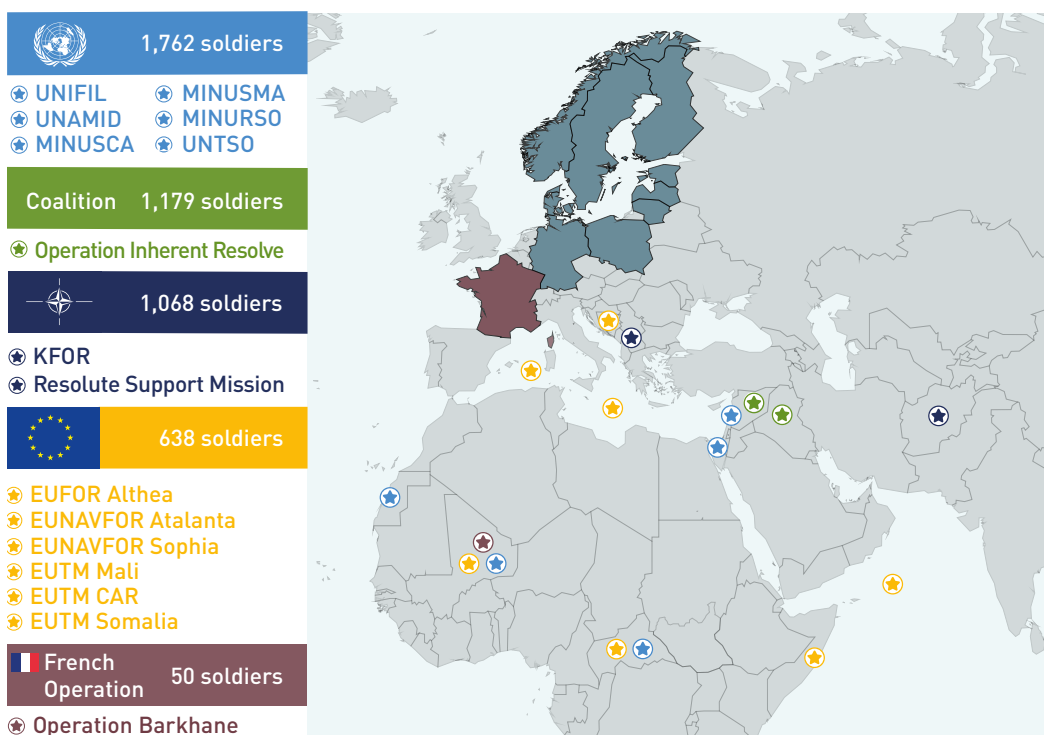 1,762 soldiers
UNIFIL
MINUSMA
UNAMID
MINURSO
MINUSCA
UNTSO
Coalition 1,179 soldiers
Operation Inherent Resolve
1,068 soldiers
KFOR
Resolute Support Mission
638 soldiers
EUFOR Althea
EUNAVFOR Atalanta
EUNAVFOR Sophia
EUTM Mali
EUTM CAR
EUTM Somalia
French
Operation 50 soldiers
Operation Barkhane